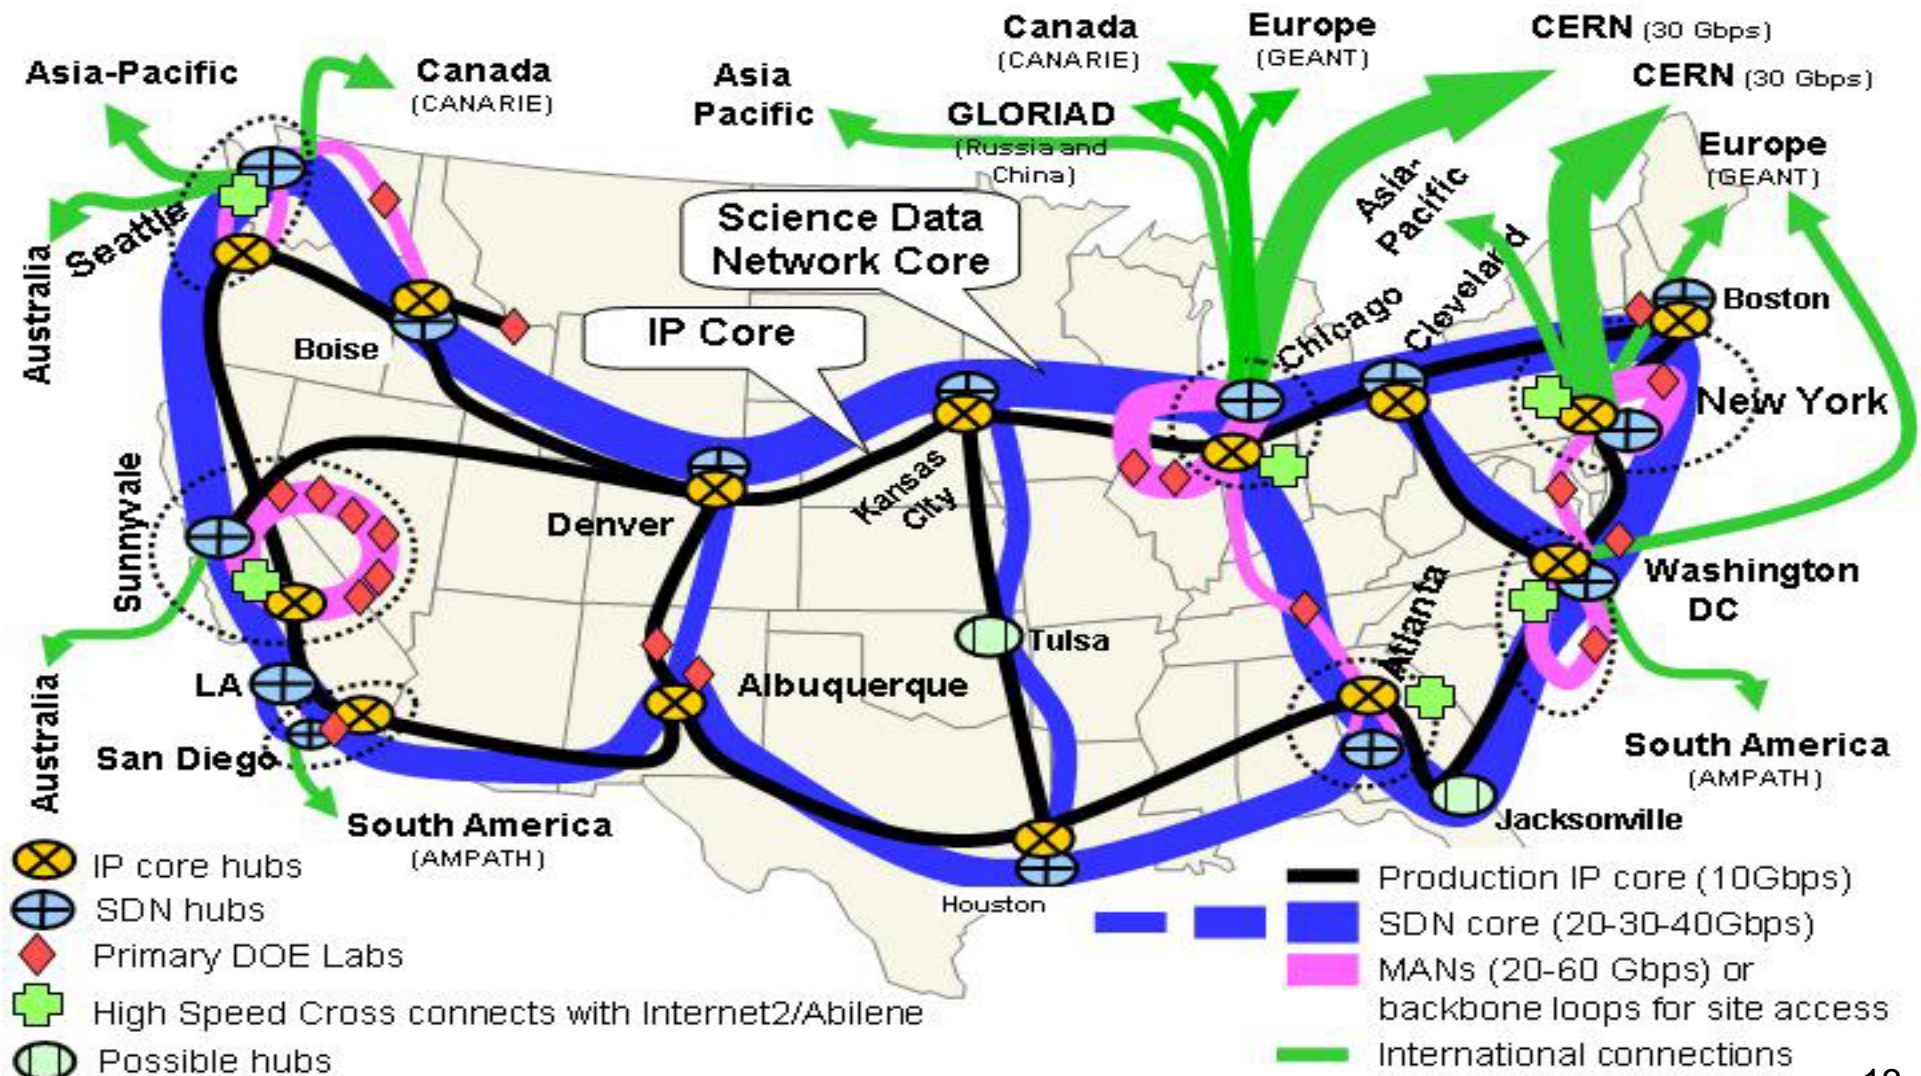 Canada
(CANARIE)
Europe
(GEANT)
CERN (30 Gbps)
CERN (30 Gbps)
Asia-Pacific
Canada
(CANARIE)
Asia
Pacific
GLORIAD
(Russia and
China)
Europe
(GEANT)
Asia-
Pacific
Australia
Seattle
Science Data
Network Core
IP Core
Boise
Chicago
Cleveland
Boston
New York
Sunnyvale
Denver
Kansas
City
Washington
DC
Atlanta
Tulsa
LA
Albuquerque
San Diego
Australia
South America
(AMPATH)
South America
(AMPATH)
Jacksonville
Houston
IP core hubs
SDN hubs
Primary DOE Labs
High Speed Cross connects with Internet2/Abilene
Possible hubs
Production IP core (10Gbps)
SDN core (20-30-40Gbps)
MANs (20-60 Gbps) or
backbone loops for site access
International connections